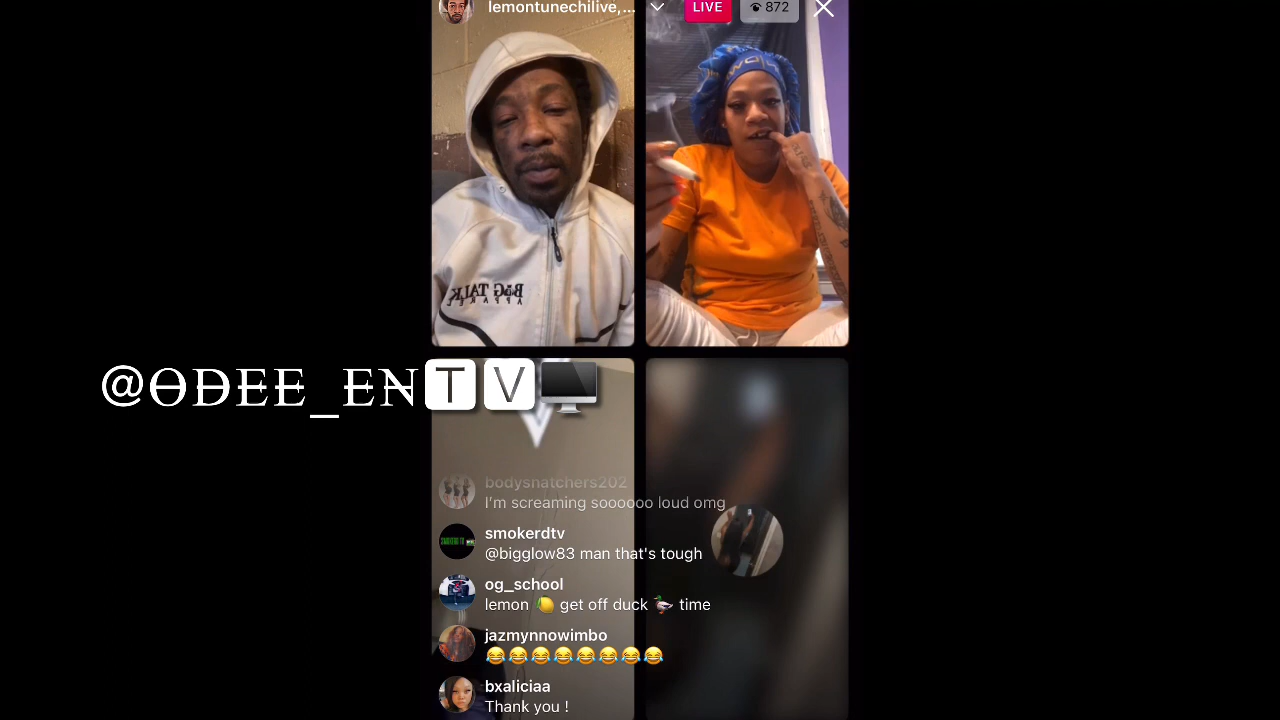 lemontunechilive,...
LIVE
872
BIG TALK
APPAREL
@ODEE_ENTV
bodysnatchers202
I'm screaming soooooo loud omg
smokerdtv
@bigglow83 man that's tough
og_school
lemon 🍋 get off duck 🦆 time
jazmynnowimbo
😂😂😂😂😂😂😂😂
bxaliciaa
Thank you !